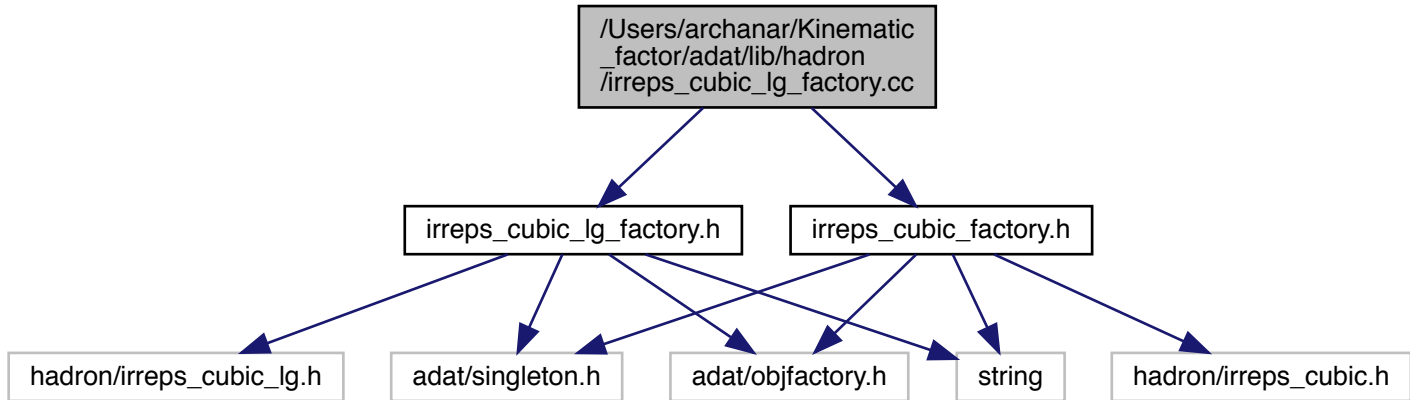 /Users/archanar/Kinematic
_factor/adat/lib/hadron
/irreps_cubic_lg_factory.cc
irreps_cubic_lg_factory.h
irreps_cubic_factory.h
hadron/irreps_cubic_lg.h
adat/singleton.h
adat/objfactory.h
string
hadron/irreps_cubic.h